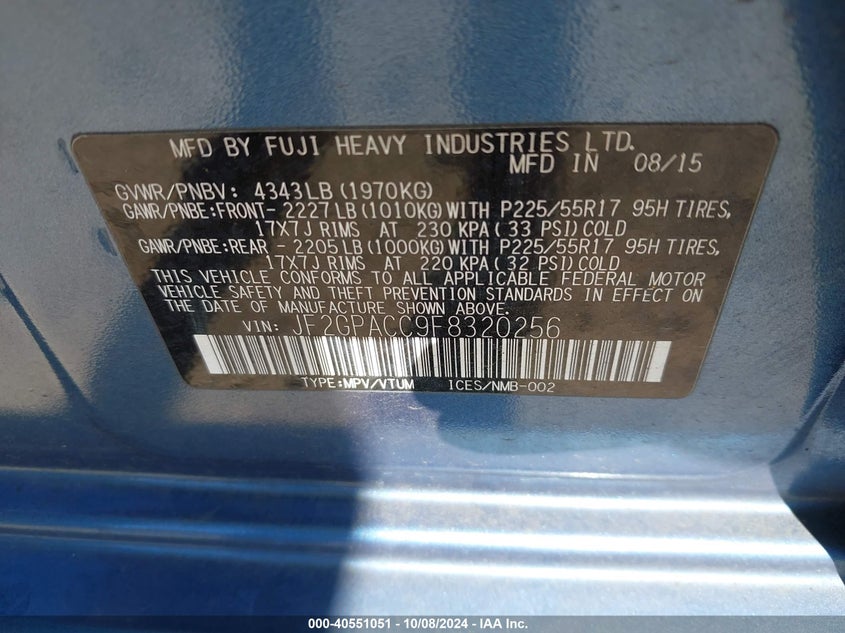 MFD BY FUJI HEAVY INDUSTRIES LTD.
MFD IN 08/15
GVWR/PNBV: 4343LB(1970KG)
GAWR/PNBE:FRONT- 2227LB(1010KG)WITH P225/55R17 95H TIRES,
17X7J RIMS AT 230 KPA( 33 PSI)COLD
GAWR/PNBE:REAR - 2205LB(1000KG)WITH P225/55R17 95H TIRES,
17X7J RIMS AT 220 KPA( 32 PSI)COLD
THIS VEHICLE CONFORMS TO ALL APPLICABLE FEDERAL MOTOR
VEHICLE SAFETY AND THEFT PREVENTION STANDARDS IN EFFECT ON
THE DATE OF MANUFACTURE SHOWN ABOVE.
VIN: JF2GPACC9F8320256
TYPE:MPV/VTUM ICES/NMB-002
000-40551051 - 10/08/2024 - IAA Inc.